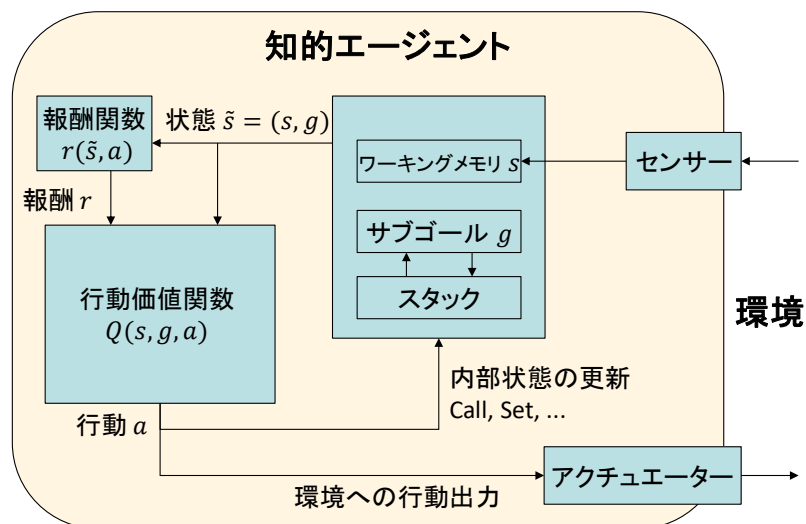 知的エージェント
報酬関数
r(s̃, a)
状態 s̃ = (s, g)
ワーキングメモリ s
センサー
報酬 r
サブゴール g
スタック
行動価値関数
Q(s, g, a)
環境
内部状態の更新
Call, Set, ...
行動 a
アクチュエーター
環境への行動出力